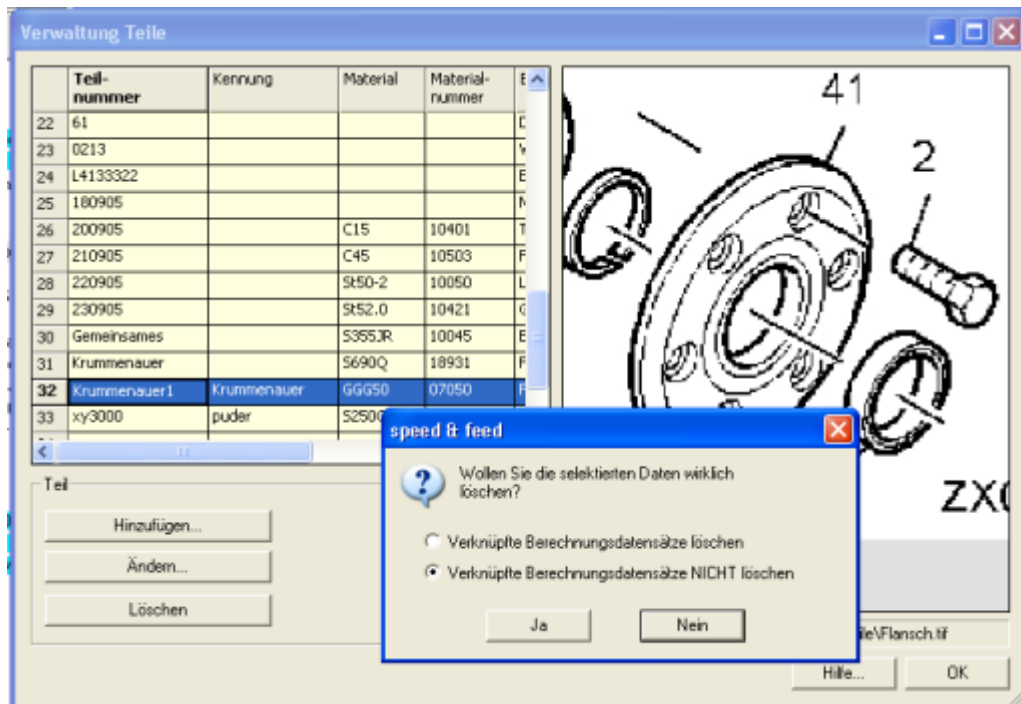 Verwaltung Teile
Teil-nummer Kennung Material Material-nummer
22 61
23 0213
24 L4133322
25 180905
26 200905 C15 10401
27 210905 C45 10503
28 220905 St50-2 10050
29 230905 St52.0 10421
30 Gemeinsames S355JR 10045
31 Krummenauer S690Q 18931
32 Krummenauer1 Krummenauer GGG50 07050
33 xy3000 puder
41
2
Teil
Hinzufügen...
Ändern...
Löschen
speed & feed
Wollen Sie die selektierten Daten wirklich
löschen?
Verknüpfte Berechnungsdatensätze löschen
Verknüpfte Berechnungsdatensätze NICHT löschen
Ja Nein
ile\Flansch.tif
Hilfe... OK